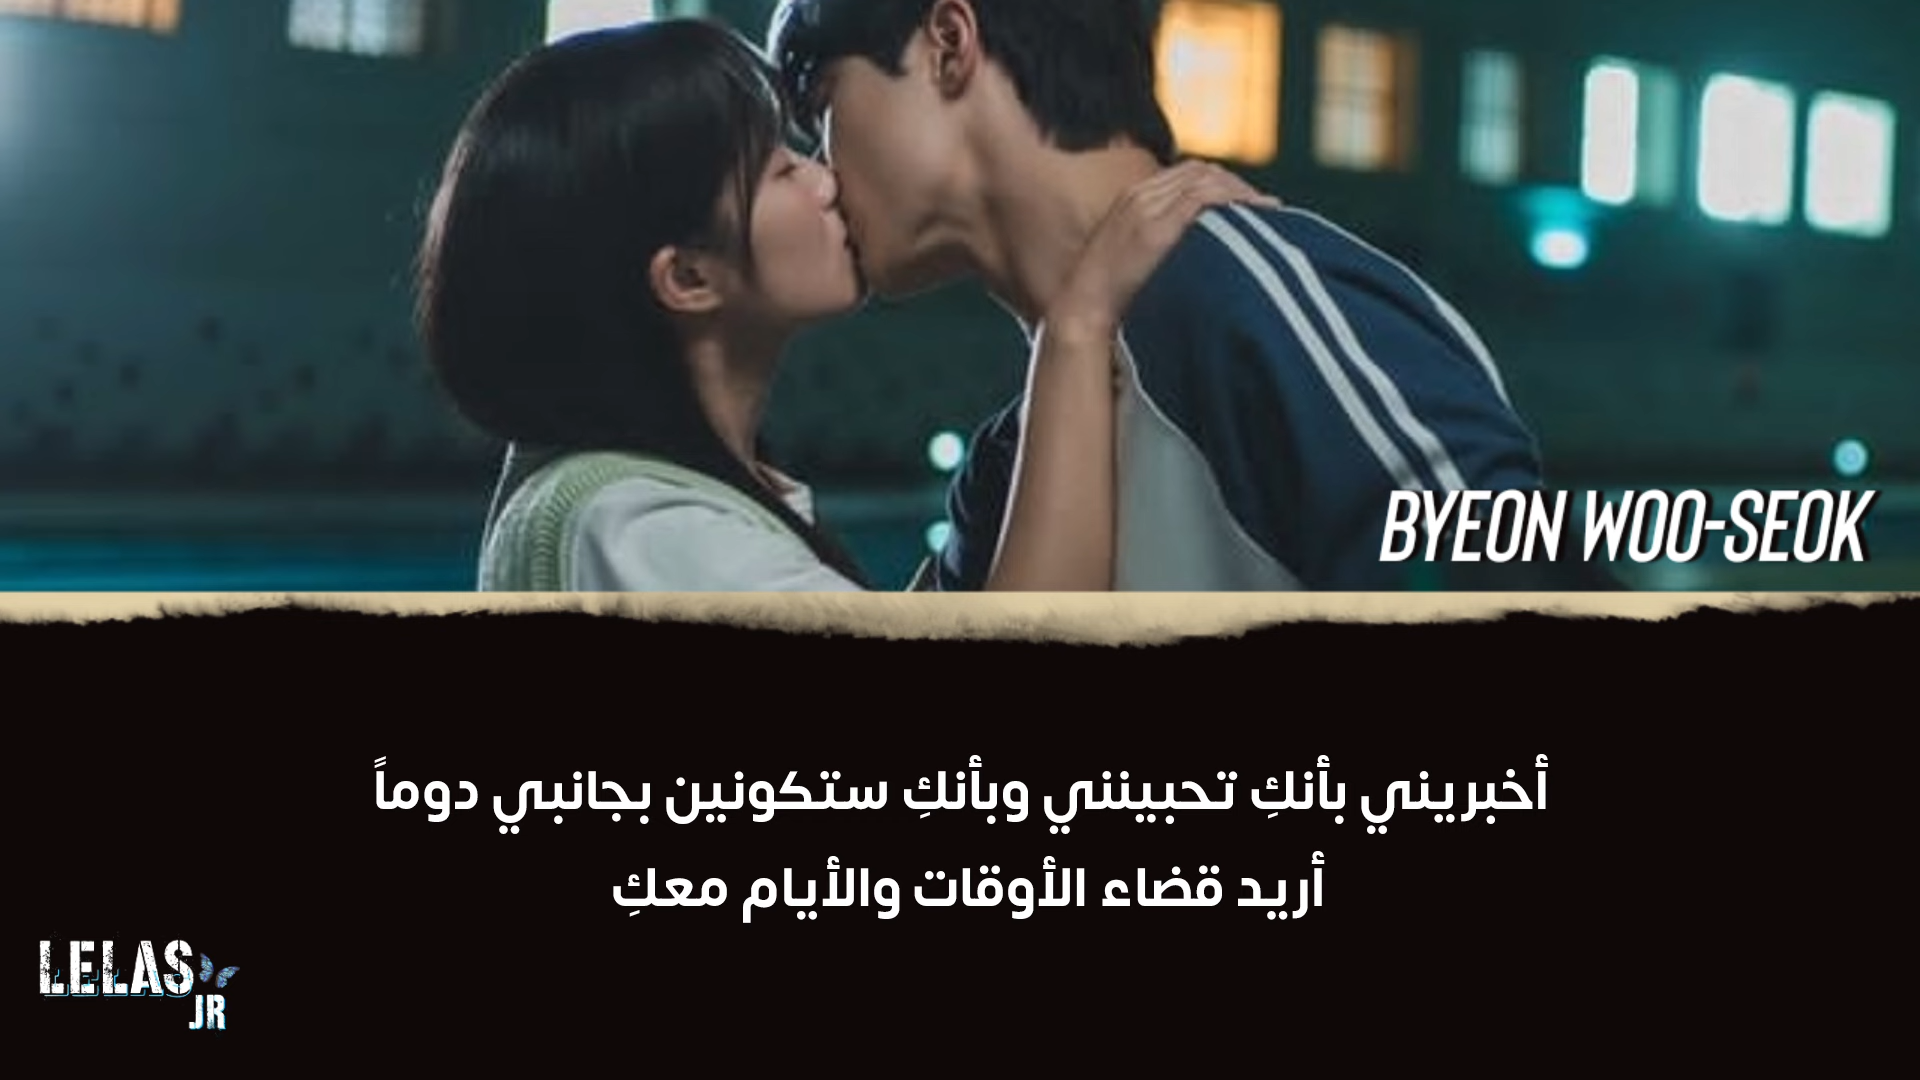 BYEON WOO-SEOK
أخبريني بأنكِ تحبينني وبأنكِ ستكونين بجانبي دوماً
أريد قضاء الأوقات والأيام معكِ
LELAS
JR